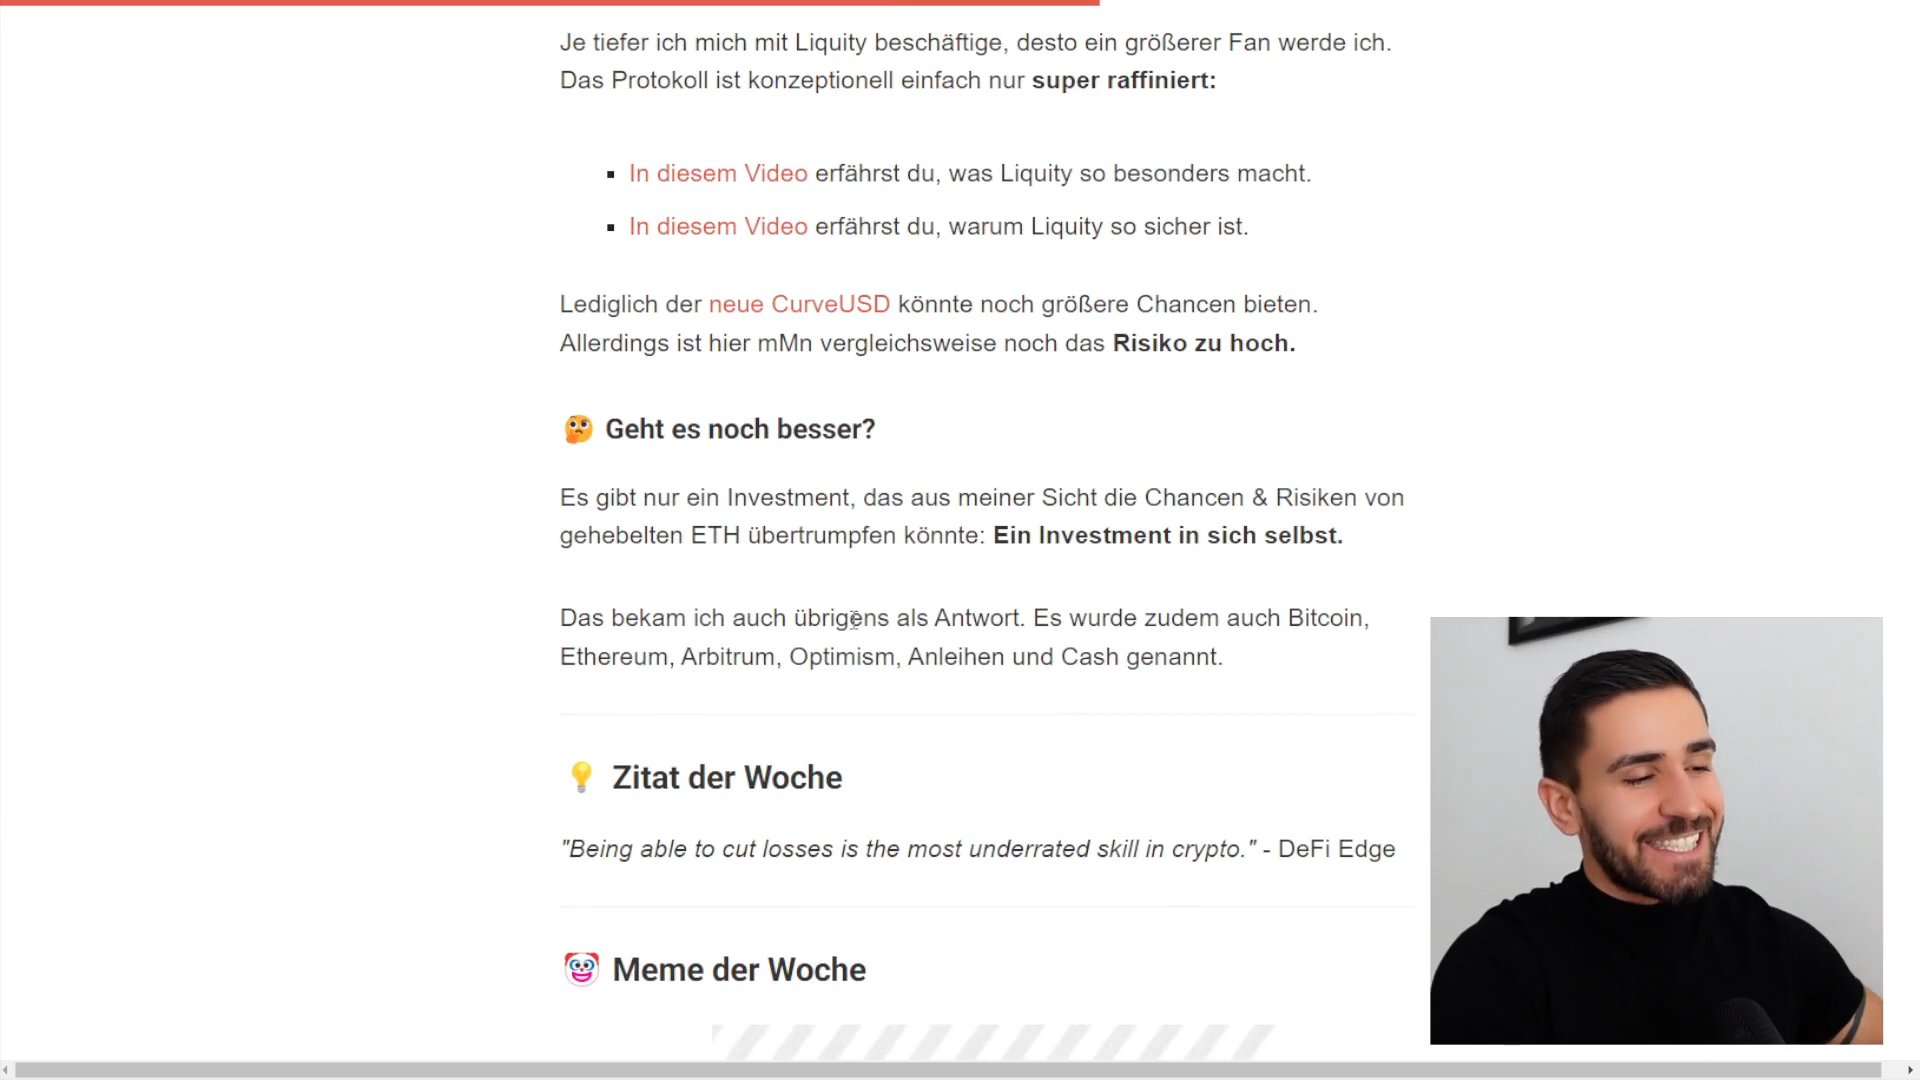 Je tiefer ich mich mit Liquity beschäftige, desto ein größerer Fan werde ich.
Das Protokoll ist konzeptionell einfach nur super raffiniert:
In diesem Video erfährst du, was Liquity so besonders macht.
In diesem Video erfährst du, warum Liquity so sicher ist.
Lediglich der neue CurveUSD könnte noch größere Chancen bieten.
Allerdings ist hier mMn vergleichsweise noch das Risiko zu hoch.
🤔 Geht es noch besser?
Es gibt nur ein Investment, das aus meiner Sicht die Chancen & Risiken von
gehebelten ETH übertrumpfen könnte: Ein Investment in sich selbst.
Das bekam ich auch übrigens als Antwort. Es wurde zudem auch Bitcoin,
Ethereum, Arbitrum, Optimism, Anleihen und Cash genannt.
💡 Zitat der Woche
"Being able to cut losses is the most underrated skill in crypto." - DeFi Edge
🤡 Meme der Woche